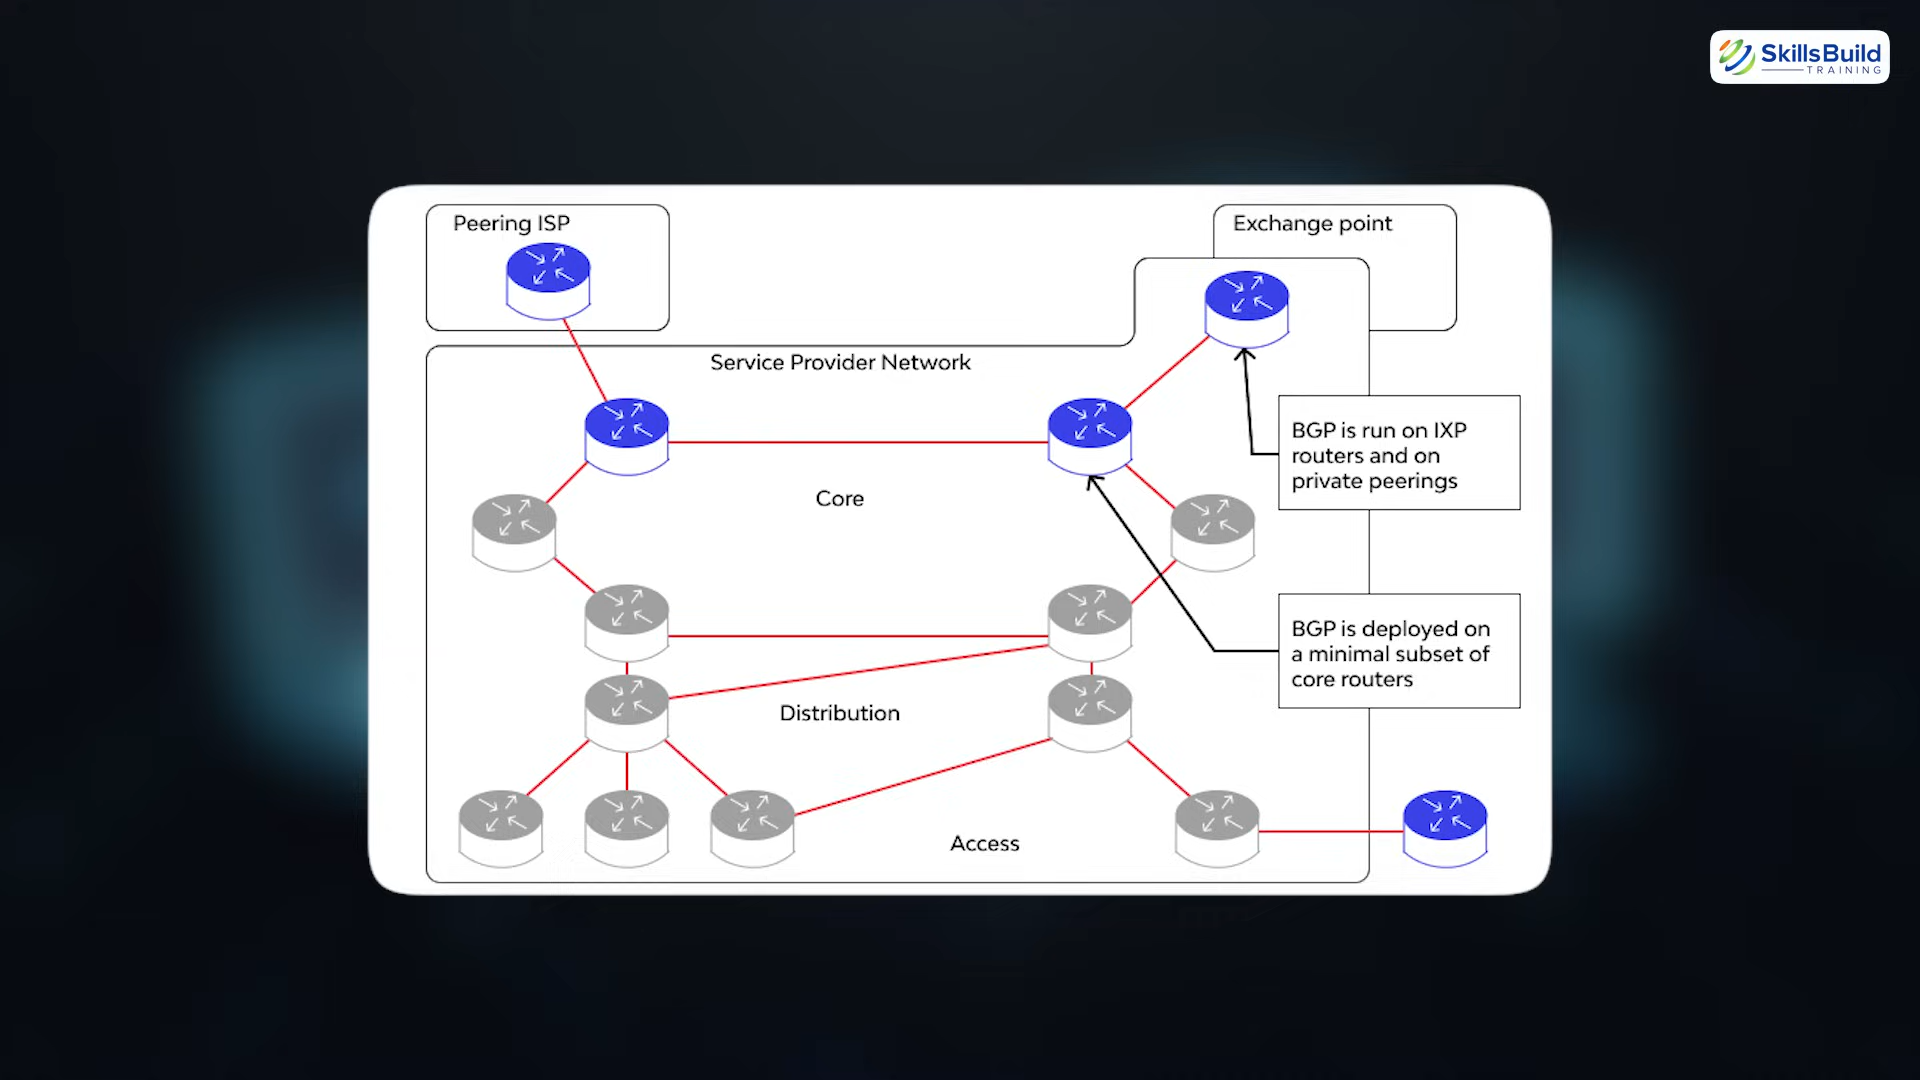 SkillsBuild
TRAINING
Peering ISP
Exchange point
Service Provider Network
BGP is run on IXP
routers and on
private peerings
Core
BGP is deployed on
a minimal subset of
core routers
Distribution
Access